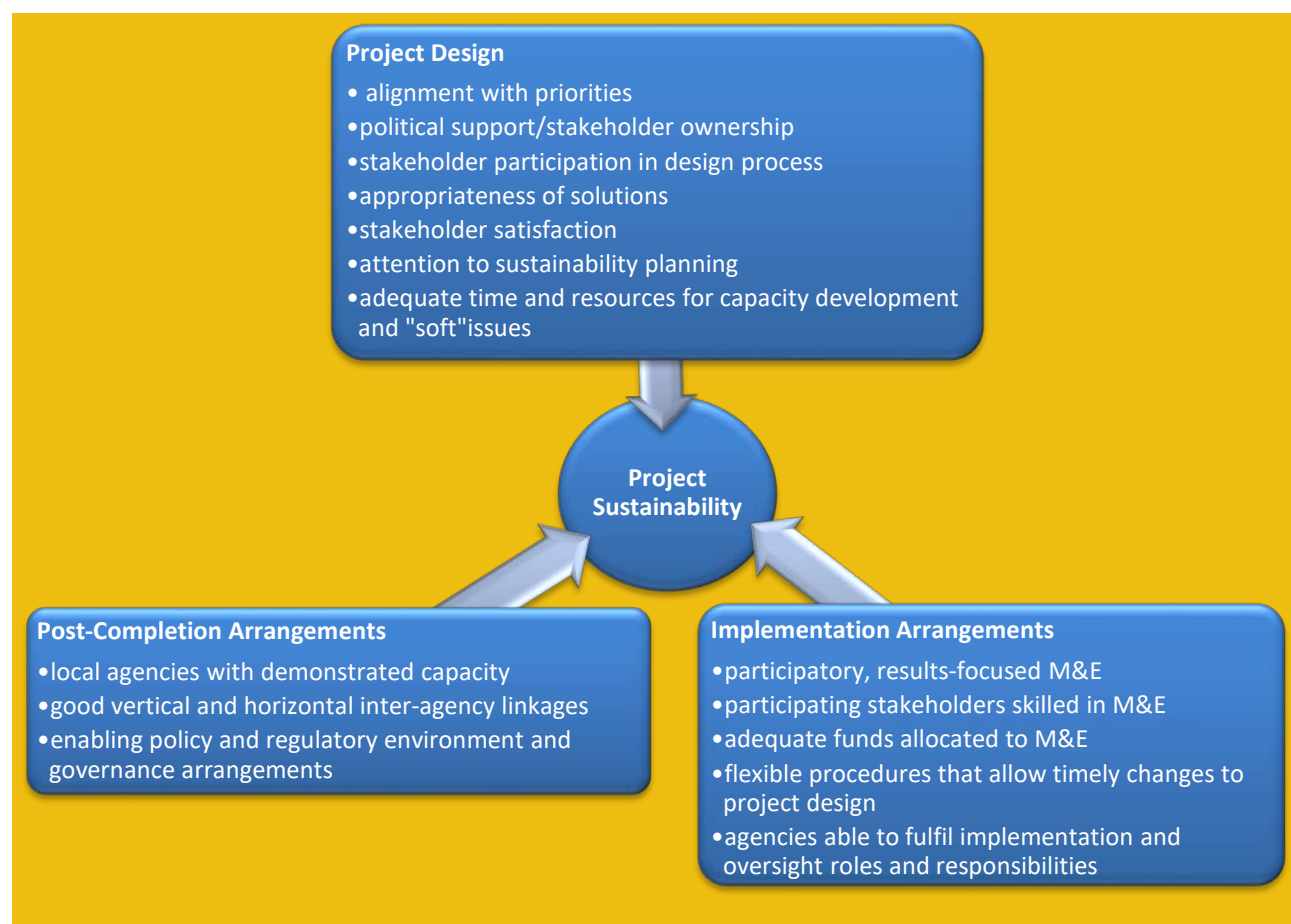 Project Design
• alignment with priorities
•political support/stakeholder ownership
•stakeholder participation in design process
•appropriateness of solutions
•stakeholder satisfaction
•attention to sustainability planning
•adequate time and resources for capacity development
and "soft"issues
Project
Sustainability
Post-Completion Arrangements
•local agencies with demonstrated capacity
•good vertical and horizontal inter-agency linkages
•enabling policy and regulatory environment and
governance arrangements
Implementation Arrangements
•participatory, results-focused M&E
•participating stakeholders skilled in M&E
•adequate funds allocated to M&E
•flexible procedures that allow timely changes to
project design
•agencies able to fulfil implementation and
oversight roles and responsibilities